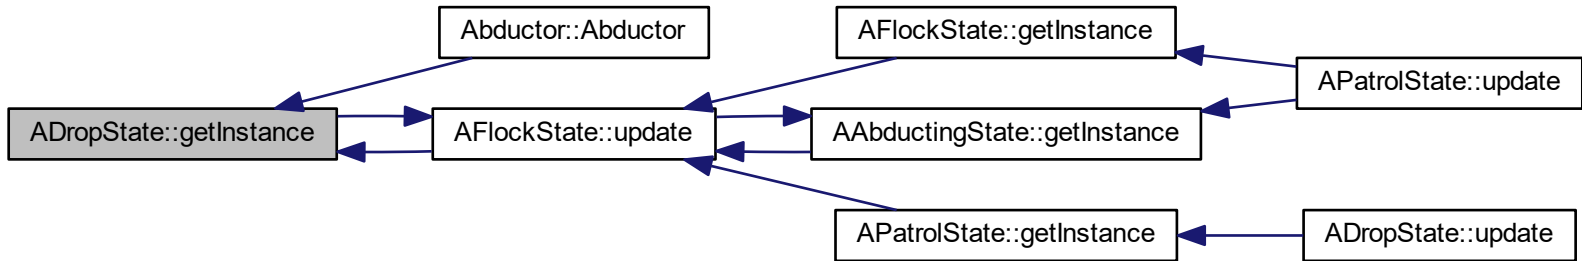 Abductor::Abductor
AFlockState::getInstance
APatrolState::update
ADropState::getInstance
AFlockState::update
AAbductingState::getInstance
APatrolState::getInstance
ADropState::update